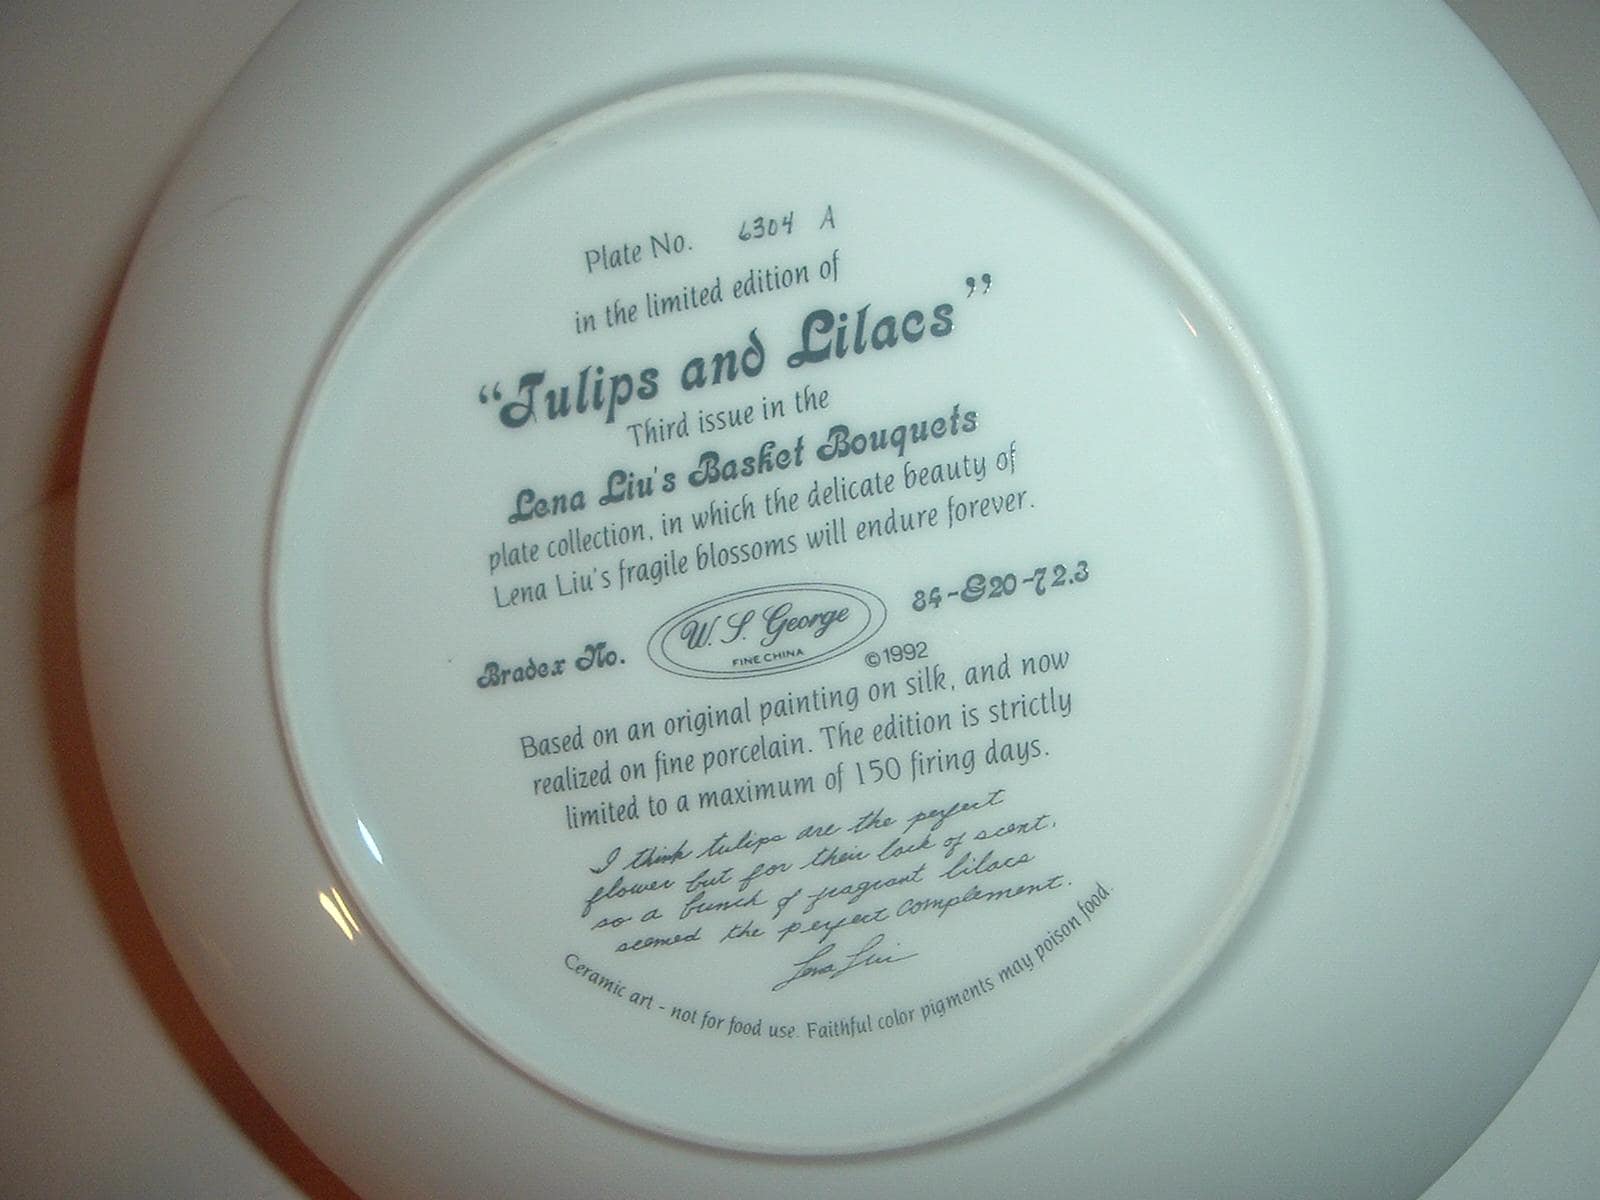 Plate No. 6304 A
in the limited edition of
“Tulips and Lilacs”
Third issue in the
Lena Liu's Basket Bouquets
plate collection, in which the delicate beauty of
Lena Liu's fragile blossoms will endure forever.
Bradex No. W. S. George 84-G20-72.3
FINE CHINA
©1992
Based on an original painting on silk, and now
realized on fine porcelain. The edition is strictly
limited to a maximum of 150 firing days.
I think tulips are the perfect
flower but for their lack of scent,
so a bunch of fragrant lilacs
seemed the perfect complement.
Lena Liu
Ceramic art - not for food use. Faithful color pigments may poison food.